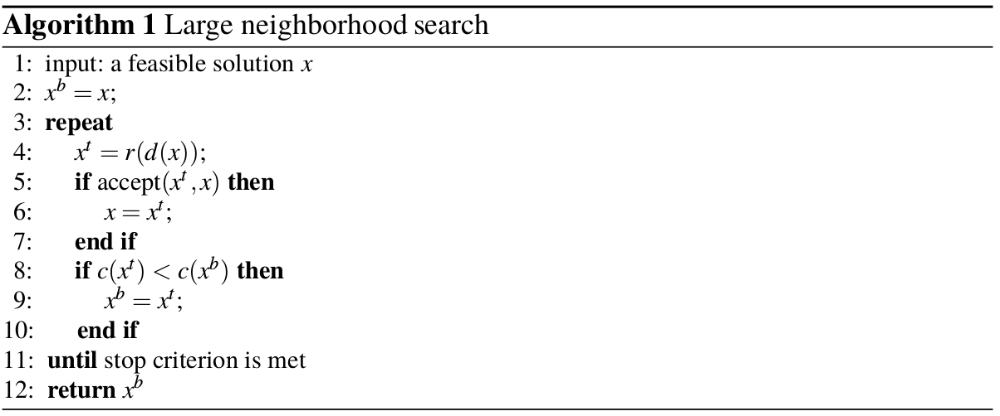 Algorithm 1 Large neighborhood search
1: input: a feasible solution x
2: x^b = x;
3: repeat
4: x^t = r(d(x));
5: if accept(x^t, x) then
6: x = x^t;
7: end if
8: if c(x^t) < c(x^b) then
9: x^b = x^t;
10: end if
11: until stop criterion is met
12: return x^b